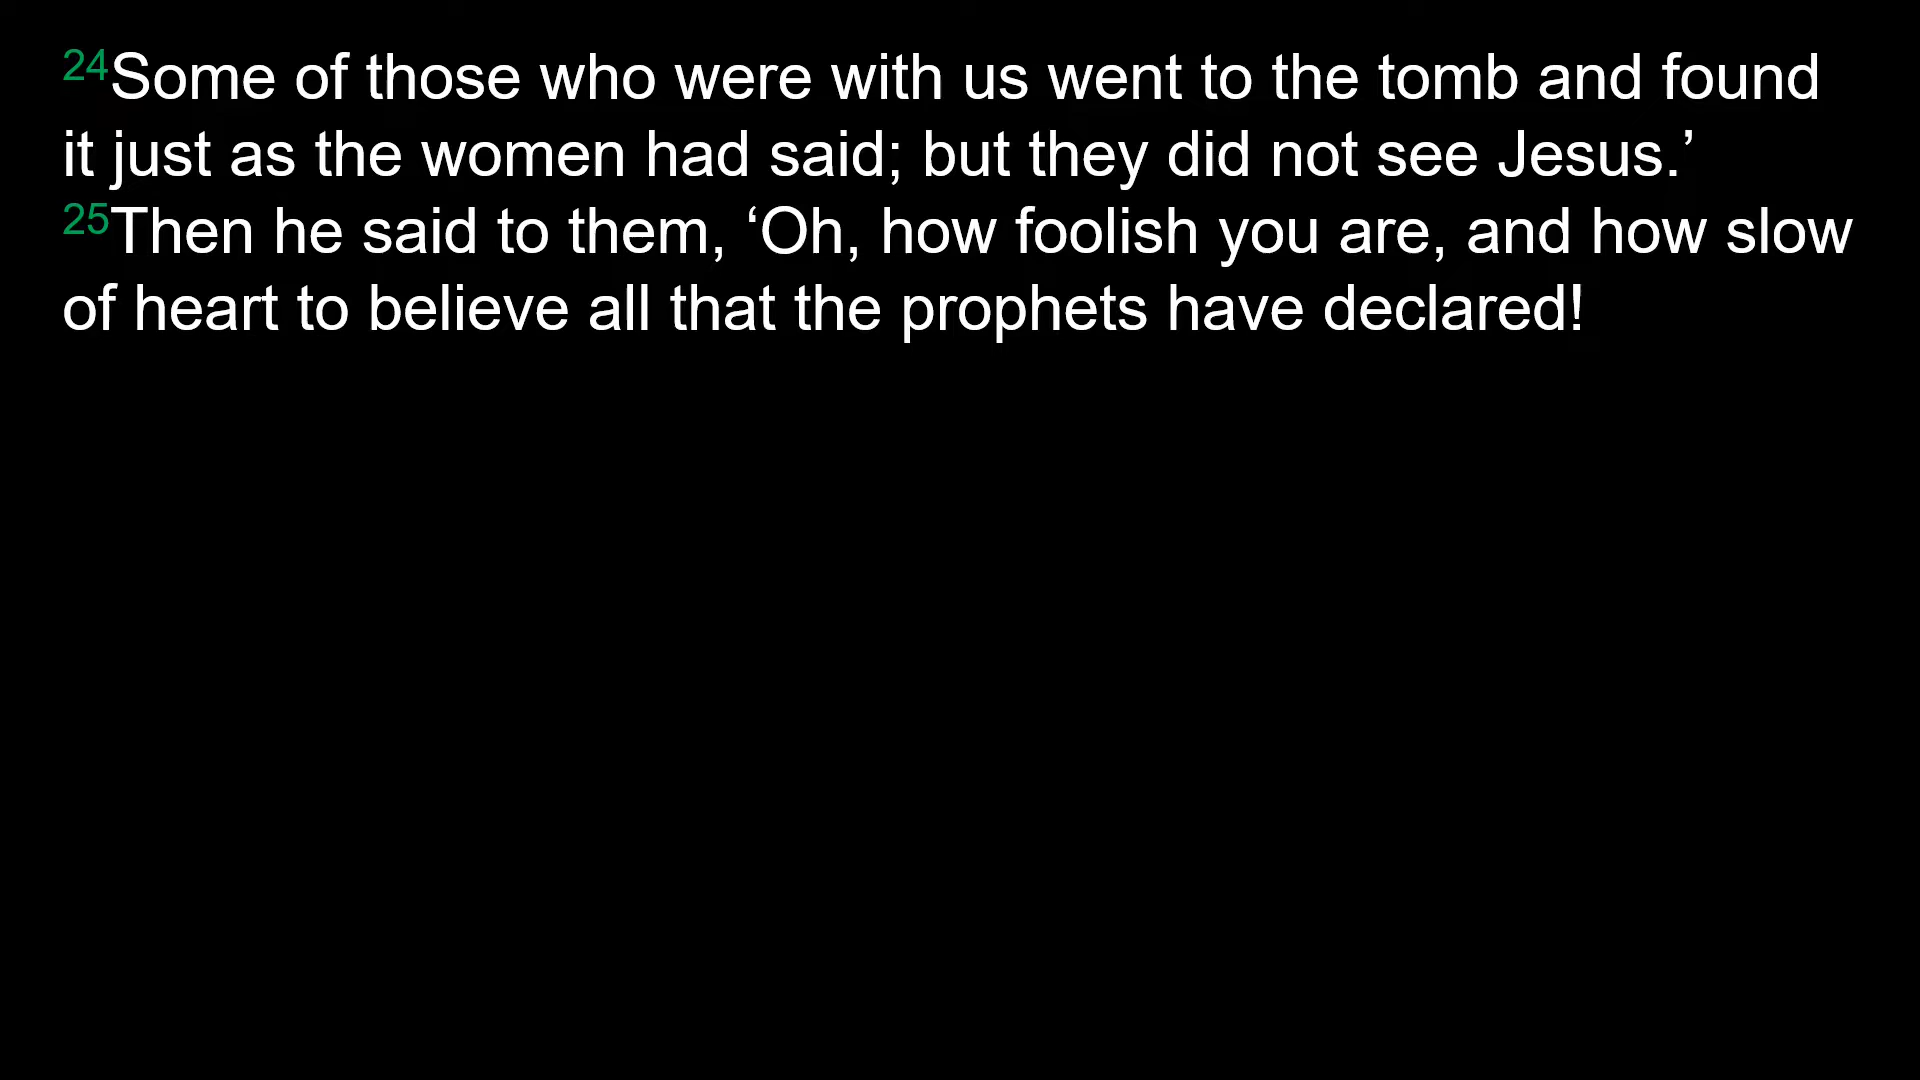 24Some of those who were with us went to the tomb and found
it just as the women had said; but they did not see Jesus.’
25Then he said to them, ‘Oh, how foolish you are, and how slow
of heart to believe all that the prophets have declared!